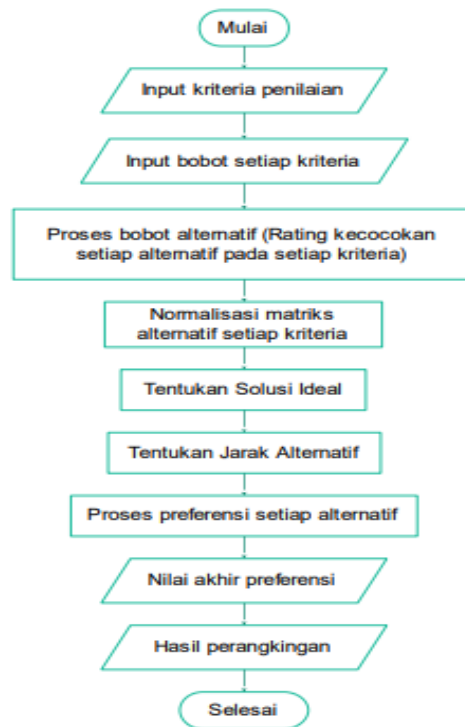 Mulai
Input kriteria penilaian
Input bobot setiap kriteria
Proses bobot alternatif (Rating kecocokan
setiap alternatif pada setiap kriteria)
Normalisasi matriks
alternatif setiap kriteria
Tentukan Solusi Ideal
Tentukan Jarak Alternatif
Proses preferensi setiap alternatif
Nilai akhir preferensi
Hasil perangkingan
Selesai